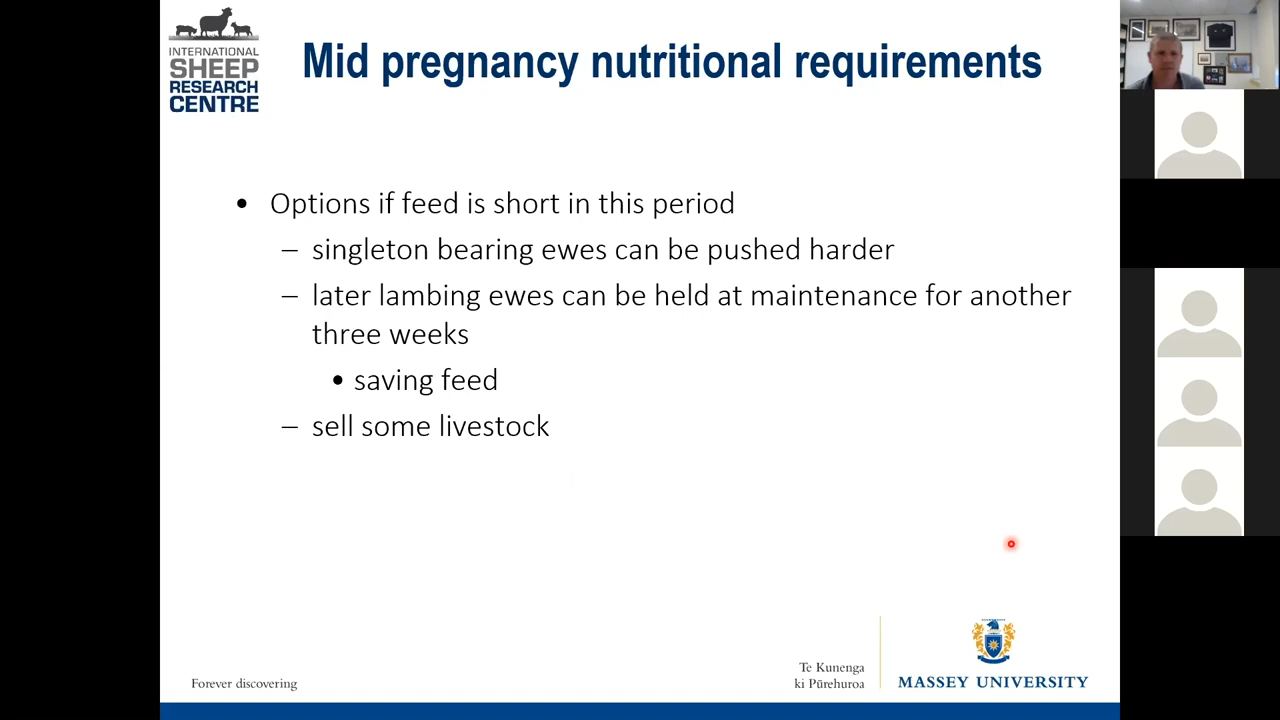 INTERNATIONAL
SHEEP
RESEARCH
CENTRE
Mid pregnancy nutritional requirements
• Options if feed is short in this period
– singleton bearing ewes can be pushed harder
– later lambing ewes can be held at maintenance for another
three weeks
• saving feed
– sell some livestock
Forever discovering
Te Kunenga
ki Pūrehuroa
MASSEY UNIVERSITY